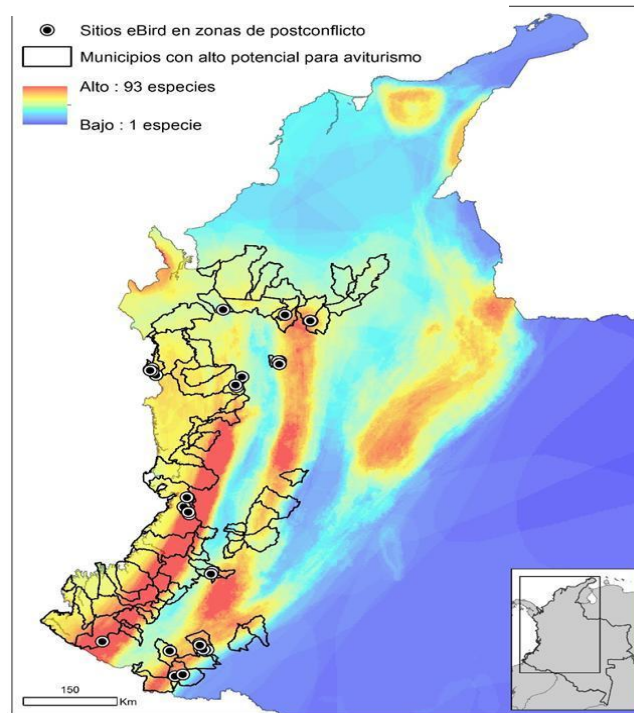 Sitios eBird en zonas de postconflicto
Municipios con alto potencial para aviturismo
Alto : 93 especies
Bajo : 1 especie
150
Km